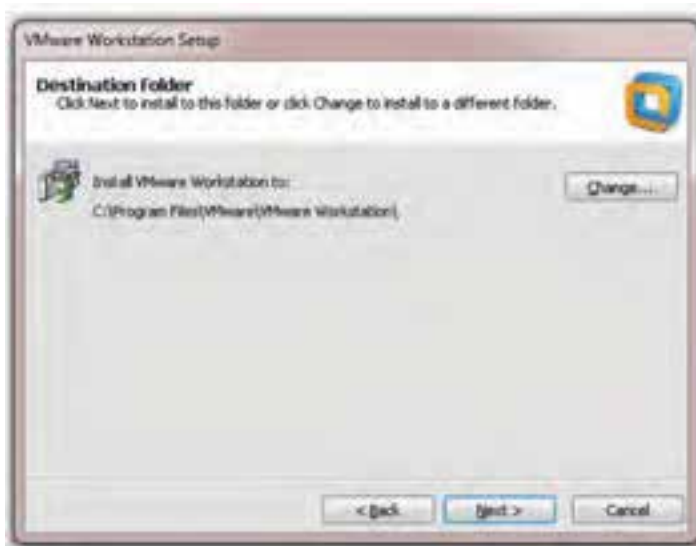 VMware Workstation Setup
Destination Folder
Click Next to install to this folder or click Change to install to a different folder.
Install VMware Workstation to:
Change...
C:\Program Files\VMware\VMware Workstation\
< Back
Next >
Cancel